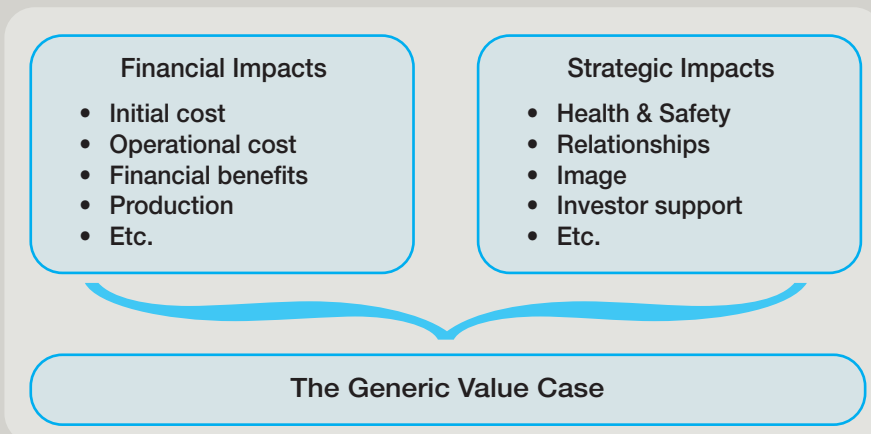 Financial Impacts
• Initial cost
• Operational cost
• Financial benefits
• Production
• Etc.
Strategic Impacts
• Health & Safety
• Relationships
• Image
• Investor support
• Etc.
The Generic Value Case